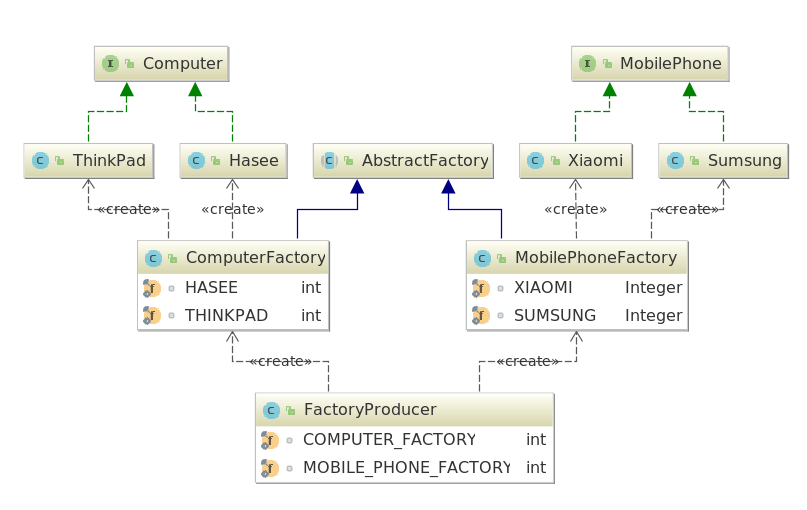 Computer
MobilePhone
ThinkPad
Hasee
AbstractFactory
Xiaomi
Sumsung
«create»
«create»
«create»
«create»
ComputerFactory
HASEE int
THINKPAD int
MobilePhoneFactory
XIAOMI Integer
SUMSUNG Integer
«create»
«create»
FactoryProducer
COMPUTER_FACTORY int
MOBILE_PHONE_FACTORY int